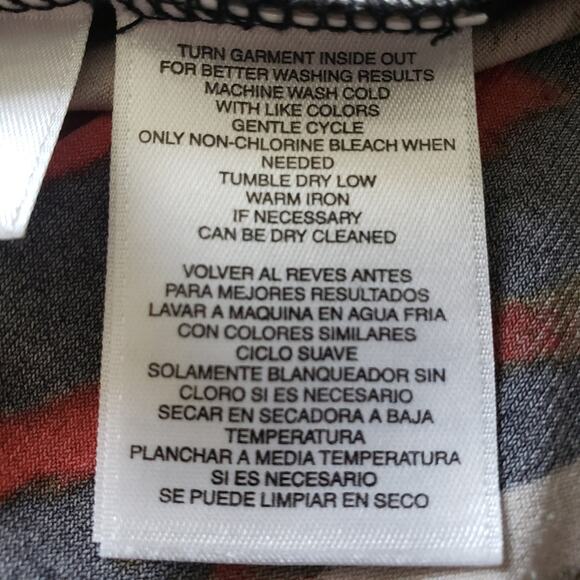 TURN GARMENT INSIDE OUT
FOR BETTER WASHING RESULTS
MACHINE WASH COLD
WITH LIKE COLORS
GENTLE CYCLE
ONLY NON-CHLORINE BLEACH WHEN
NEEDED
TUMBLE DRY LOW
WARM IRON
IF NECESSARY
CAN BE DRY CLEANED
VOLVER AL REVES ANTES
PARA MEJORES RESULTADOS
LAVAR A MAQUINA EN AGUA FRIA
CON COLORES SIMILARES
CICLO SUAVE
SOLAMENTE BLANQUEADOR SIN
CLORO SI ES NECESARIO
SECAR EN SECADORA A BAJA
TEMPERATURA
PLANCHAR A MEDIA TEMPERATURA
SI ES NECESARIO
SE PUEDE LIMPIAR EN SECO